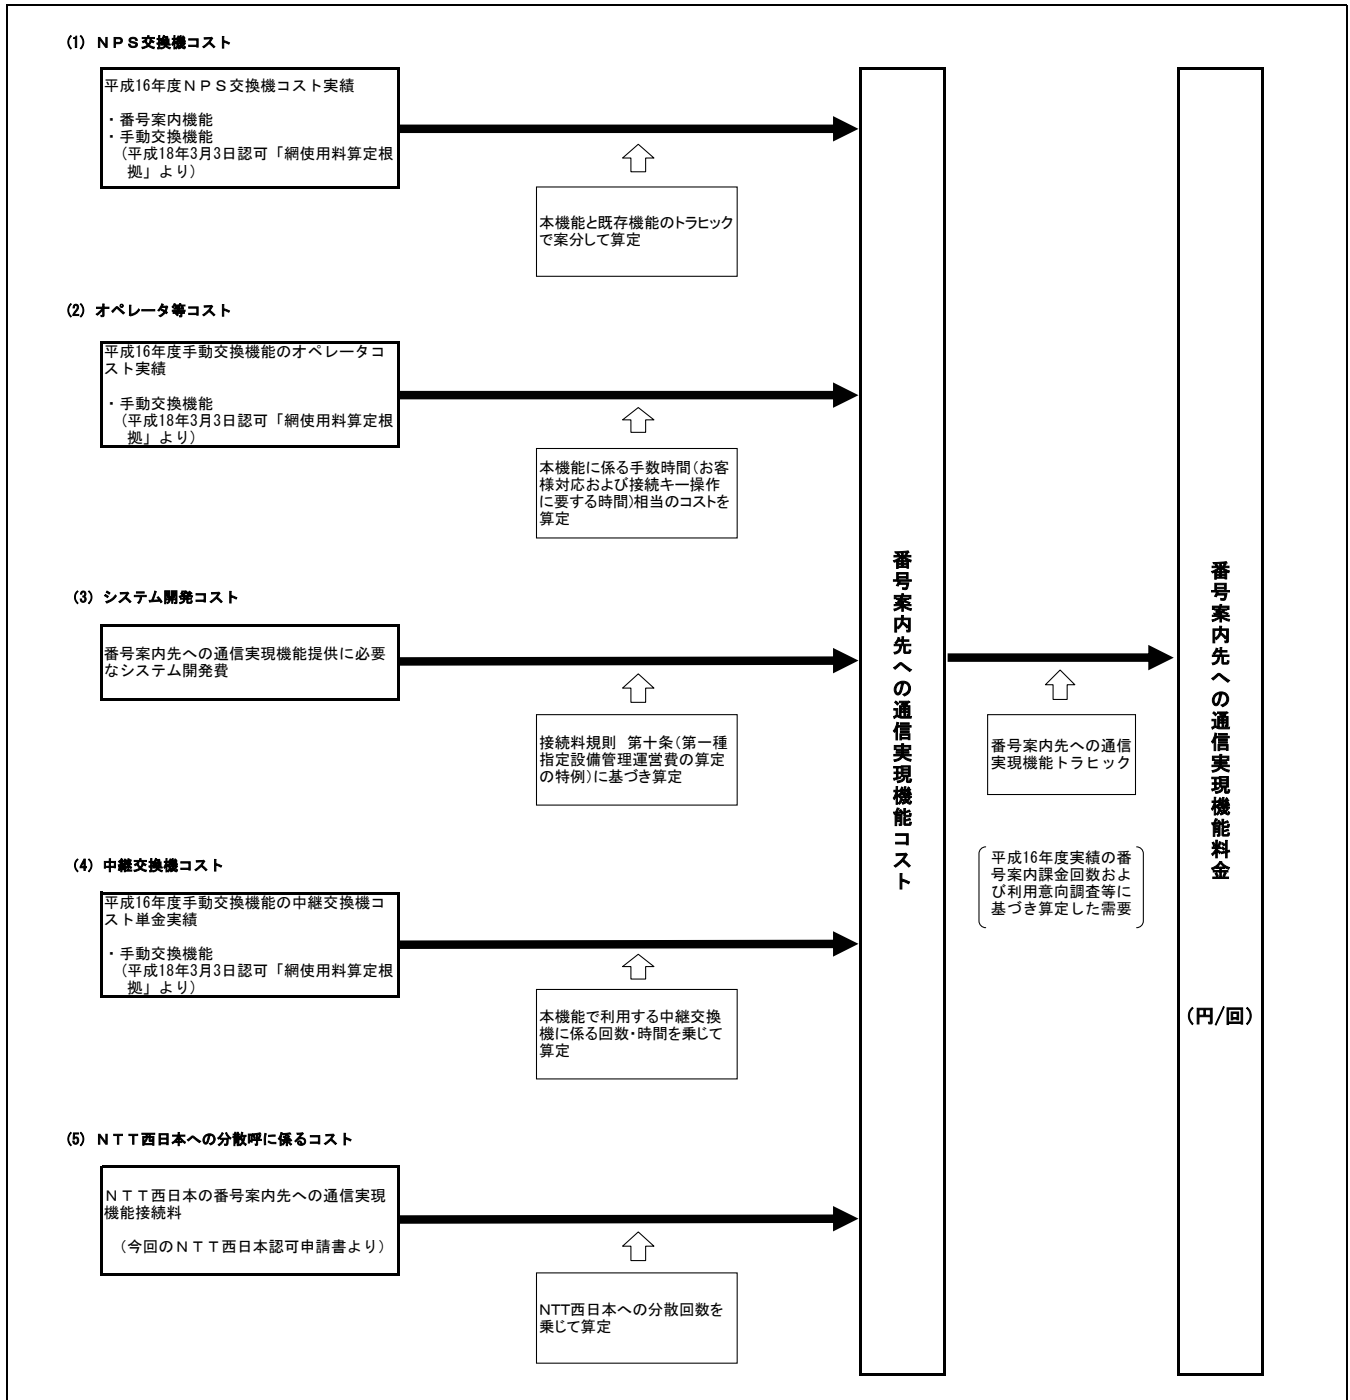 (1) ＮＰＳ交換機コスト
平成16年度ＮＰＳ交換機コスト実績
・番号案内機能
・手動交換機能
(平成18年3月3日認可「網使用料算定根
拠」より)
本機能と既存機能のトラヒック
で案分して算定
(2) オペレータ等コスト
平成16年度手動交換機能のオペレータコ
スト実績
・手動交換機能
(平成18年3月3日認可「網使用料算定根
拠」より)
本機能に係る手数時間(お客
様対応および接続キー操作
に要する時間)相当のコストを
算定
(3) システム開発コスト
番号案内先への通信実現機能提供に必要
なシステム開発費
接続料規則　第十条(第一種
指定設備管理運営費の算定
の特例)に基づき算定
(4) 中継交換機コスト
平成16年度手動交換機能の中継交換機コ
スト単金実績
・手動交換機能
(平成18年3月3日認可「網使用料算定根
拠」より)
本機能で利用する中継交換
機に係る回数・時間を乗じて
算定
(5) ＮＴＴ西日本への分散呼に係るコスト
ＮＴＴ西日本の番号案内先への通信実現
機能接続料
(今回のＮＴＴ西日本認可申請書より)
NTT西日本への分散回数を
乗じて算定
番号案内先への通信実現機能コスト
番号案内先への通信
実現機能トラヒック
平成16年度実績の番
号案内課金回数およ
び利用意向調査等に
基づき算定した需要
番号案内先への通信実現機能料金
(円/回)